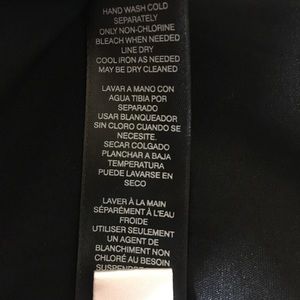 HAND WASH COLD
SEPARATELY
ONLY NON-CHLORINE
BLEACH WHEN NEEDED
LINE DRY
COOL IRON AS NEEDED
MAY BE DRY CLEANED
LAVAR A MANO CON
AGUA TIBIA POR
SEPARADO
USAR BLANQUEADOR
SIN CLORO CUANDO SE
NECESITE.
SECAR COLGADO
PLANCHAR A BAJA
TEMPERATURA
PUEDE LAVARSE EN
SECO
LAVER À LA MAIN
SÉPARÉMENT À L'EAU
FROIDE
UTILISER SEULEMENT
UN AGENT DE
BLANCHIMENT NON
CHLORÉ AU BESOIN